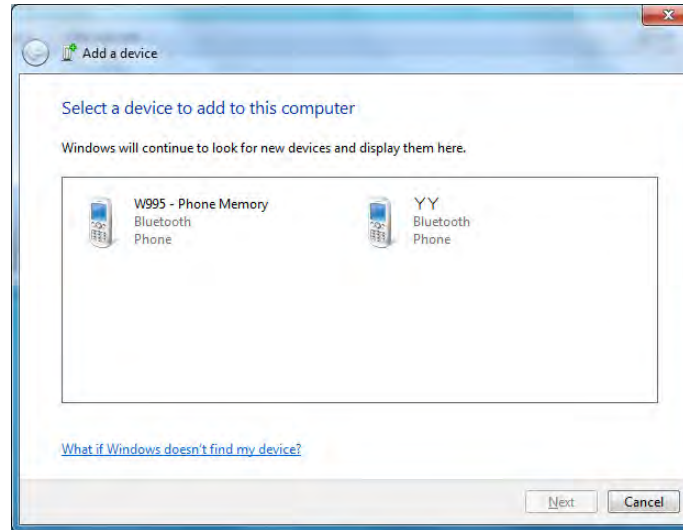 Add a device
Select a device to add to this computer
Windows will continue to look for new devices and display them here.
W995 - Phone Memory
Bluetooth
Phone
YY
Bluetooth
Phone
What if Windows doesn't find my device?
Next
Cancel